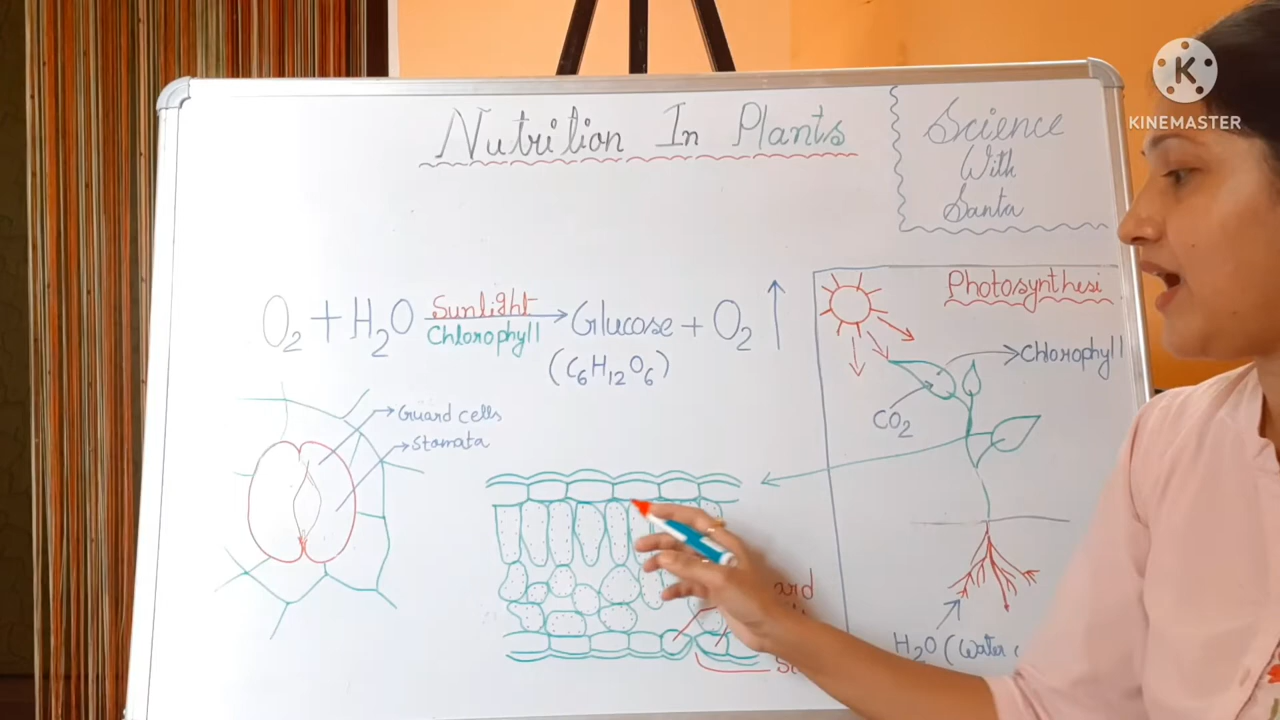 Nutrition In Plants
Science
With
Santa
KINEMASTER
O₂ + H₂O Sunlight Glucose + O₂ ↑
Chlorophyll
(C₆H₁₂O₆)
Guard cells
Stomata
Photosynthesi
Chlorophyll
CO₂
H₂O (Water